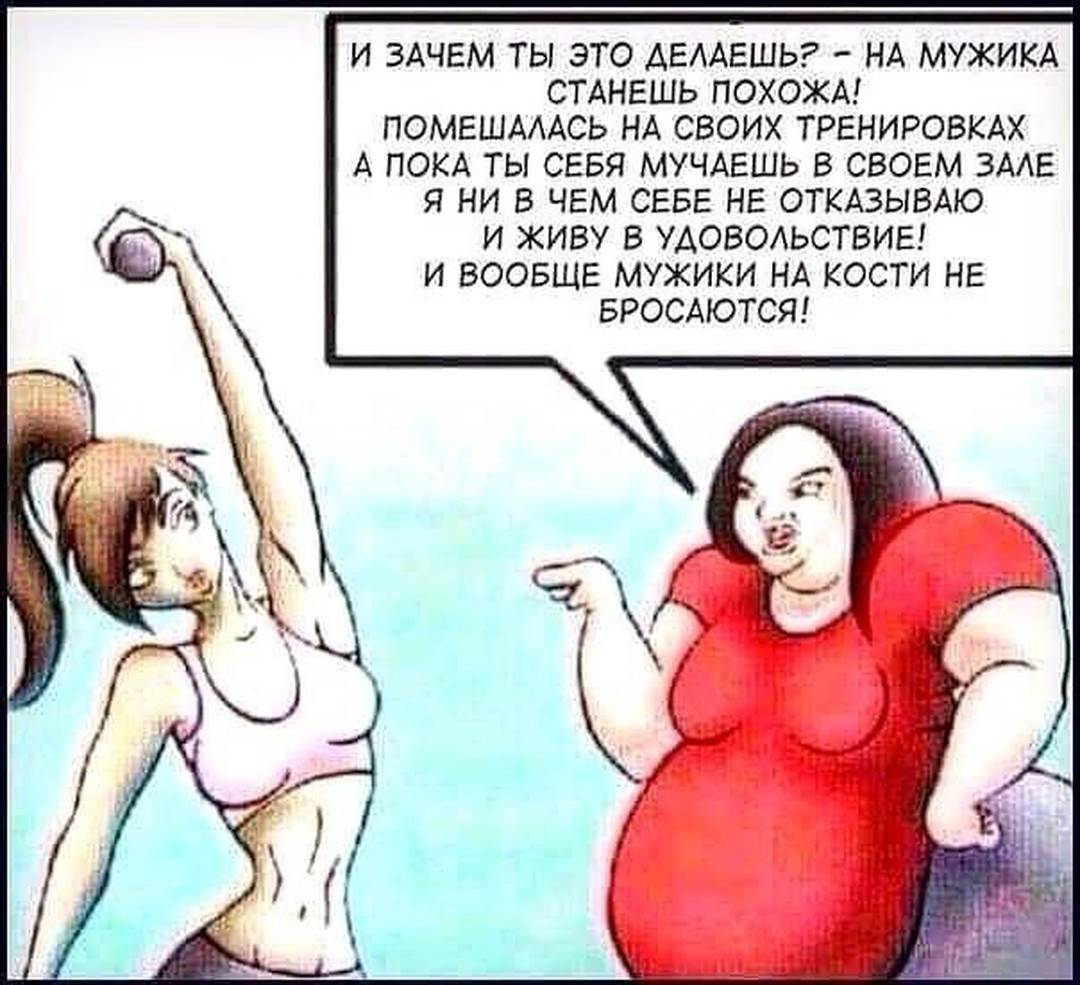 И ЗАЧЕМ ТЫ ЭТО ДЕЛАЕШЬ? - НА МУЖИКА
СТАНЕШЬ ПОХОЖА!
ПОМЕШАЛАСЬ НА СВОИХ ТРЕНИРОВКАХ
А ПОКА ТЫ СЕБЯ МУЧАЕШЬ В СВОЕМ ЗАЛЕ
Я НИ В ЧЕМ СЕБЕ НЕ ОТКАЗЫВАЮ
И ЖИВУ В УДОВОЛЬСТВИЕ!
И ВООБЩЕ МУЖИКИ НА КОСТИ НЕ
БРОСАЮТСЯ!